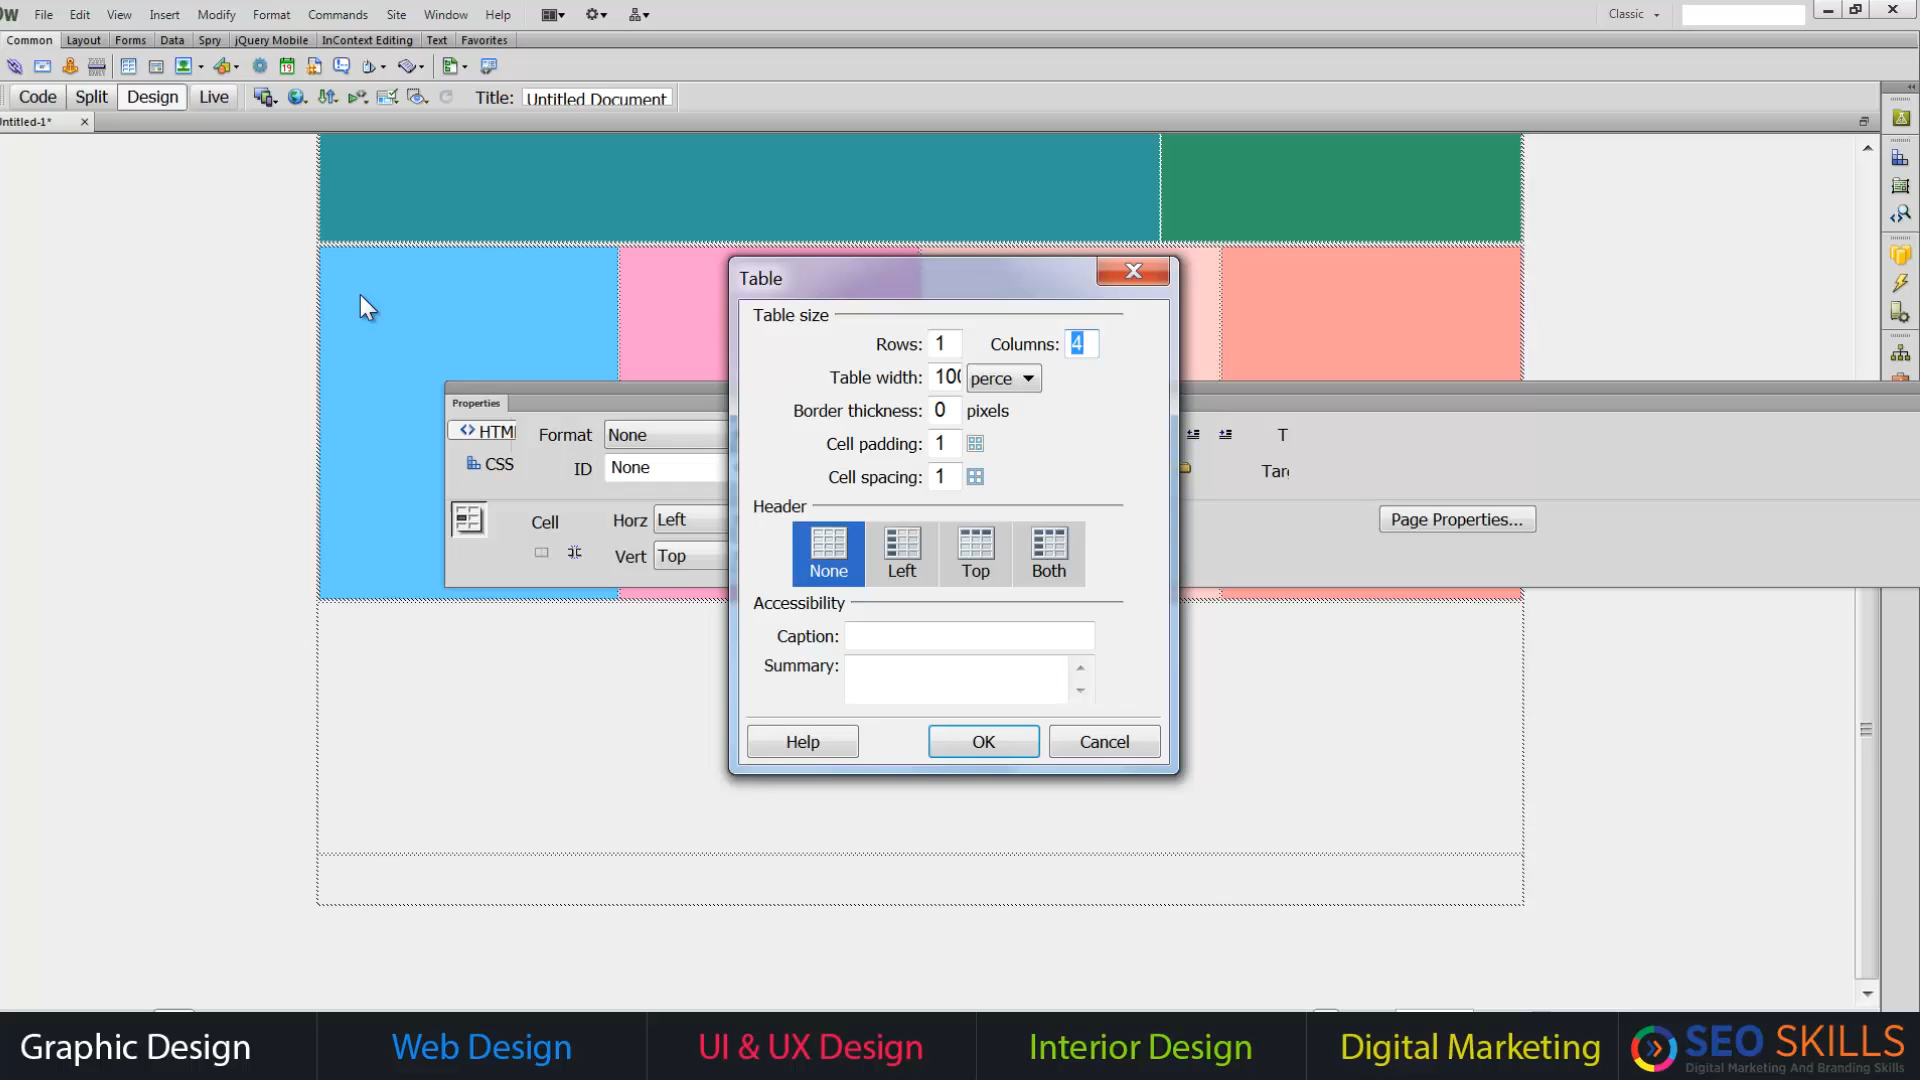 File Edit View Insert Modify Format Commands Site Window Help Classic
Common Layout Forms Data Spry jQuery Mobile InContext Editing Text Favorites
19
Code Split Design Live Title: Untitled Document
ntitled-1* ×
Table
Table size
Rows: 1 Columns: 4
Table width: 100 perce
Border thickness: 0 pixels
Cell padding: 1
Cell spacing: 1
Header
None Left Top Both
Accessibility
Caption:
Summary:
Help OK Cancel
Properties
HTM Format None
CSS ID None
Cell Horz Left
Vert Top
T
Tar
Page Properties...
Graphic Design Web Design UI & UX Design Interior Design Digital Marketing SEO SKILLS
Digital Marketing And Branding Skills